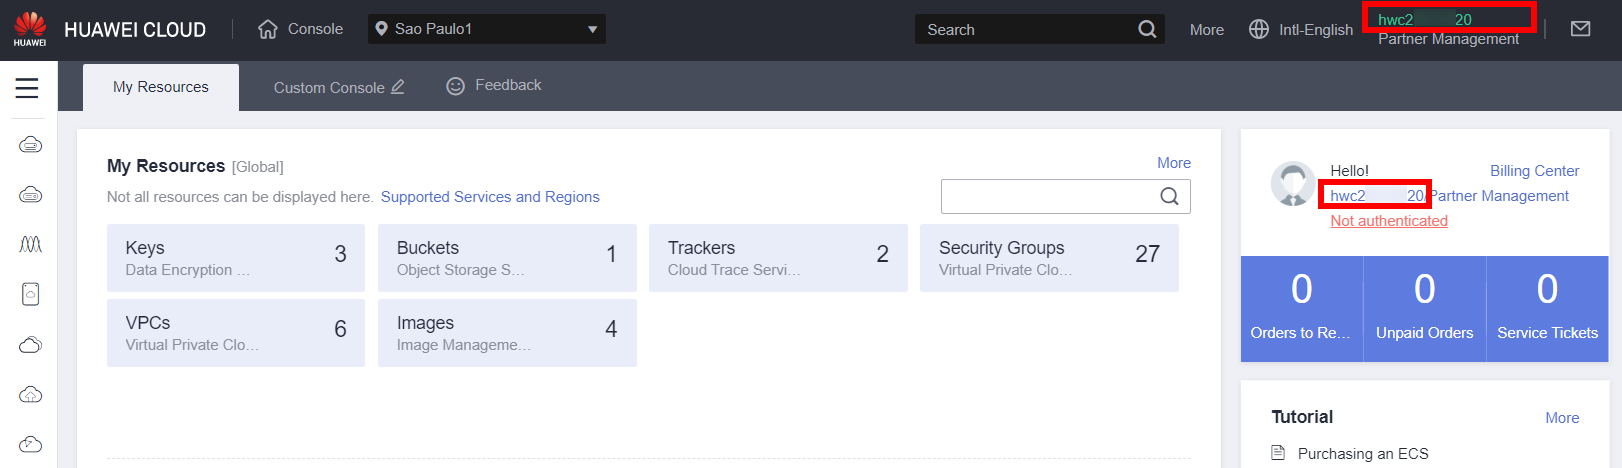 HUAWEI
HUAWEI CLOUD
Console
Sao Paulo1
Search
More
Intl-English
hwc2 20
Partner Management
My Resources
Custom Console
Feedback
My Resources [Global]
More
Not all resources can be displayed here. Supported Services and Regions
Keys
3
Data Encryption ...
Buckets
1
Object Storage S...
Trackers
2
Cloud Trace Servi...
Security Groups
27
Virtual Private Clo...
VPCs
6
Virtual Private Clo...
Images
4
Image Manageme...
Hello!
Billing Center
hwc2 20/Partner Management
Not authenticated
0
Orders to Re...
0
Unpaid Orders
0
Service Tickets
Tutorial
More
Purchasing an ECS